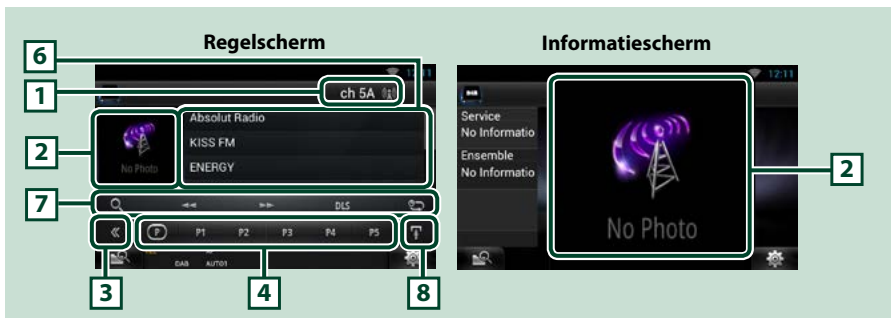 Regelscherm
Informatiescherm
6
1
2
7
3
4
8
2
12:11
ch 5A
Absolut Radio
KISS FM
ENERGY
No Photo
DLS
P P1 P2 P3 P4 P5
DAB AUTO1
12:11
DAB
Service
No Informatio
Ensemble
No Informatio
No Photo